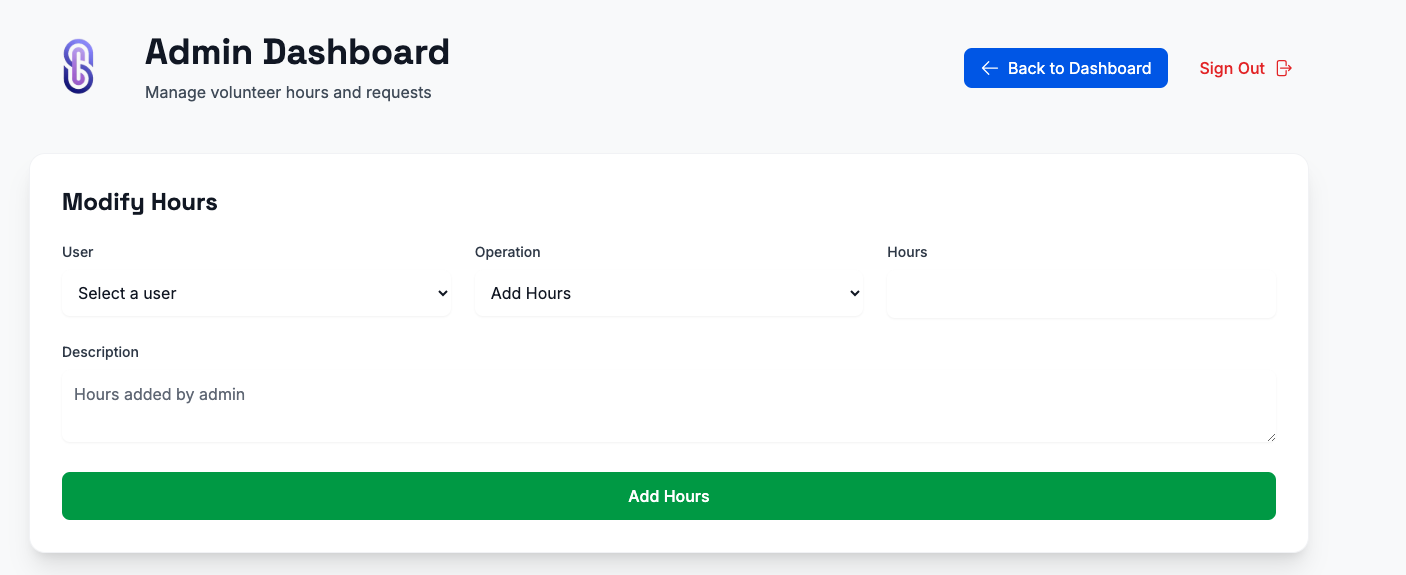 Admin Dashboard
Manage volunteer hours and requests
Back to Dashboard
Sign Out
Modify Hours
User
Operation
Hours
Select a user
Add Hours
Description
Hours added by admin
Add Hours